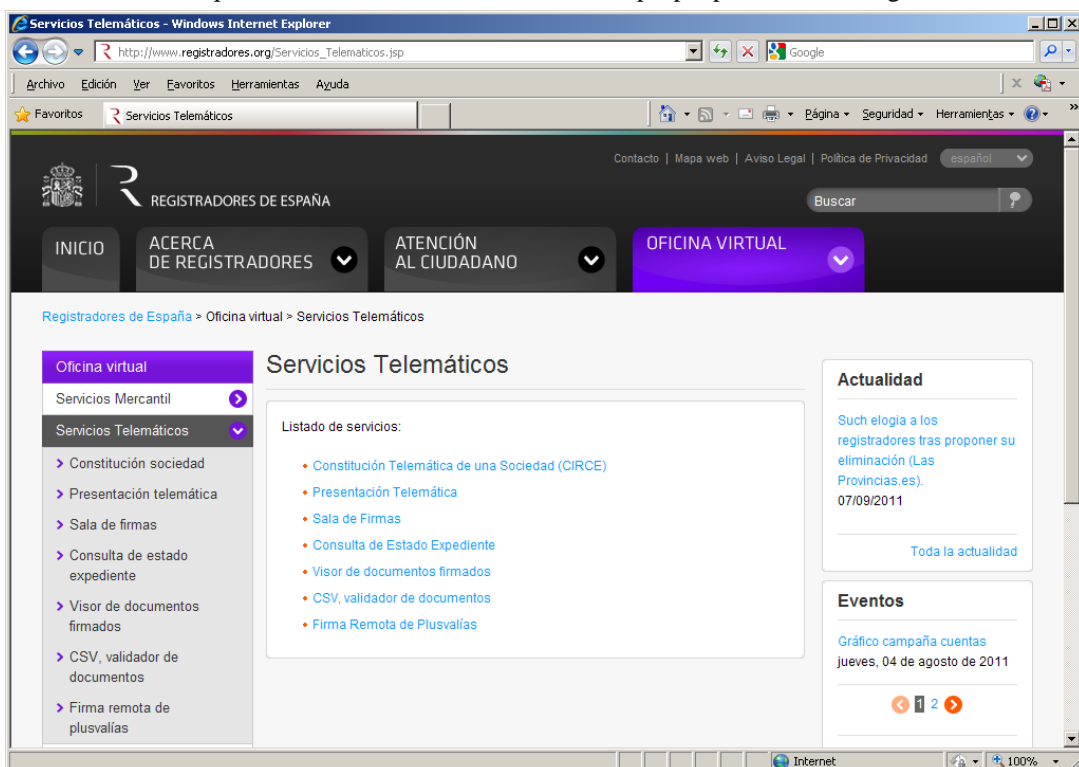 Servicios Telemáticos - Windows Internet Explorer
http://www.registradores.org/Servicios_Telematicos.jsp
Google
Archivo Edición Ver Favoritos Herramientas Ayuda
Favoritos Servicios Telemáticos Página Seguridad Herramientas »
Contacto | Mapa web | Aviso Legal | Política de Privacidad español
REGISTRADORES DE ESPAÑA
Buscar
INICIO
ACERCA
DE REGISTRADORES
ATENCIÓN
AL CIUDADANO
OFICINA VIRTUAL
Registradores de España > Oficina virtual > Servicios Telemáticos
Oficina virtual
Servicios Mercantil
Servicios Telemáticos
Constitución sociedad
Presentación telemática
Sala de firmas
Consulta de estado
expediente
Visor de documentos
firmados
CSV, validador de
documentos
Firma remota de
plusvalías
Servicios Telemáticos
Listado de servicios:
Constitución Telemática de una Sociedad (CIRCE)
Presentación Telemática
Sala de Firmas
Consulta de Estado Expediente
Visor de documentos firmados
CSV, validador de documentos
Firma Remota de Plusvalías
Actualidad
Such elogia a los
registradores tras proponer su
eliminación (Las
Provincias.es).
07/09/2011
Toda la actualidad
Eventos
Gráfico campaña cuentas
jueves, 04 de agosto de 2011
1 2
Internet 100%